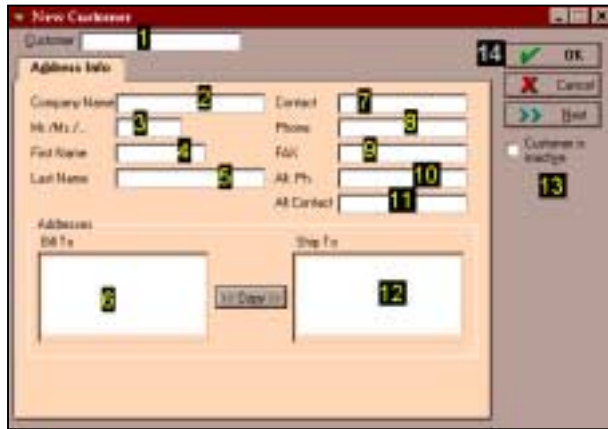 New Customer
Customer 1
14 OK
Address Info
Cancel
Company Name 2 Contact 7
Next
Mr./Ms./... 3 Phone 8
First Name 4 FAX 9
Customer is inactive
Last Name 5 Alt. Ph. 10
13
Alt.Contact 11
Addresses
Bill To Ship To
6 >> Copy >> 12